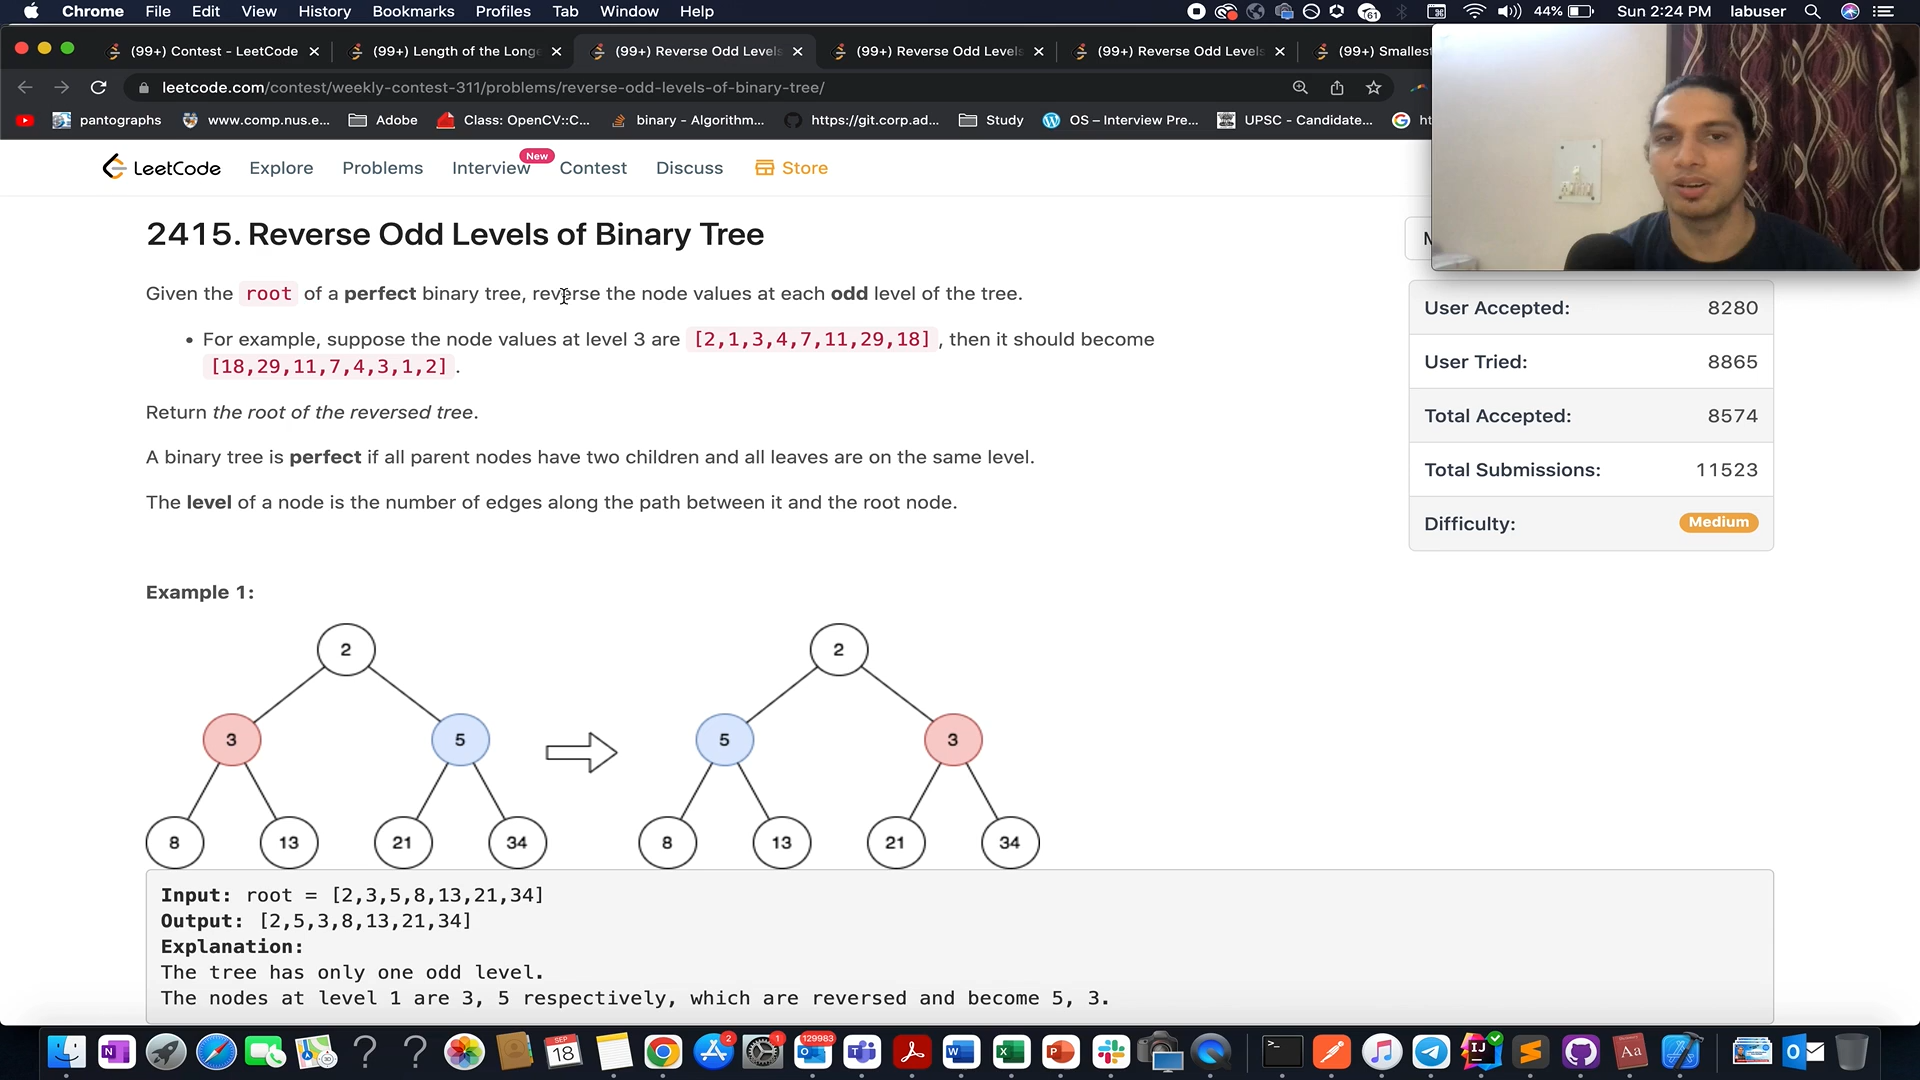 Chrome File Edit View History Bookmarks Profiles Tab Window Help 61 44% Sun 2:24 PM labuser
(99+) Contest - LeetCode (99+) Length of the Longe (99+) Reverse Odd Levels (99+) Reverse Odd Levels (99+) Reverse Odd Levels (99+) Smallest
leetcode.com/contest/weekly-contest-311/problems/reverse-odd-levels-of-binary-tree/
pantographs www.comp.nus.e... Adobe Class: OpenCV::C... binary - Algorithm... https://git.corp.ad... Study OS – Interview Pre... UPSC - Candidate... ht
LeetCode Explore Problems Interview New Contest Discuss Store
2415. Reverse Odd Levels of Binary Tree
Given the root of a perfect binary tree, reverse the node values at each odd level of the tree.
• For example, suppose the node values at level 3 are [2,1,3,4,7,11,29,18], then it should become
[18,29,11,7,4,3,1,2].
Return the root of the reversed tree.
A binary tree is perfect if all parent nodes have two children and all leaves are on the same level.
The level of a node is the number of edges along the path between it and the root node.
User Accepted: 8280
User Tried: 8865
Total Accepted: 8574
Total Submissions: 11523
Difficulty: Medium
Example 1:
2 2
3 5 5 3
8 13 21 34 8 13 21 34
Input: root = [2,3,5,8,13,21,34]
Output: [2,5,3,8,13,21,34]
Explanation:
The tree has only one odd level.
The nodes at level 1 are 3, 5 respectively, which are reversed and become 5, 3.
SEP 18 2 1 129983